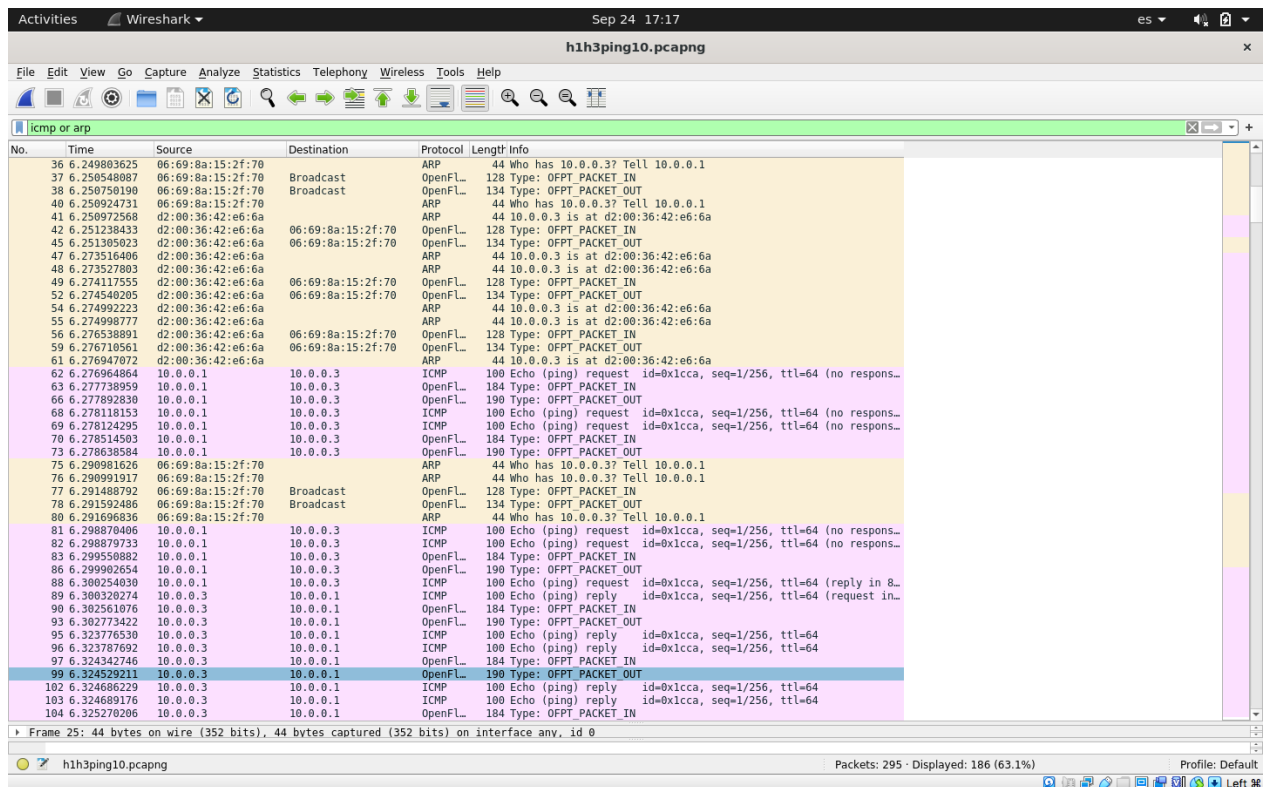 Activities Wireshark Sep 24 17:17 es
h1h3ping10.pcapng ×
File Edit View Go Capture Analyze Statistics Telephony Wireless Tools Help
icmp or arp +
No. Time Source Destination Protocol Length Info
36 6.249803625 06:69:8a:15:2f:70 ARP 44 Who has 10.0.0.3? Tell 10.0.0.1
37 6.250548087 06:69:8a:15:2f:70 Broadcast OpenFl… 128 Type: OFPT_PACKET_IN
38 6.250750190 06:69:8a:15:2f:70 Broadcast OpenFl… 134 Type: OFPT_PACKET_OUT
40 6.250924731 06:69:8a:15:2f:70 ARP 44 Who has 10.0.0.3? Tell 10.0.0.1
41 6.250972568 d2:00:36:42:e6:6a ARP 44 10.0.0.3 is at d2:00:36:42:e6:6a
42 6.251238433 d2:00:36:42:e6:6a 06:69:8a:15:2f:70 OpenFl… 128 Type: OFPT_PACKET_IN
45 6.251305023 d2:00:36:42:e6:6a 06:69:8a:15:2f:70 OpenFl… 134 Type: OFPT_PACKET_OUT
47 6.273516406 d2:00:36:42:e6:6a ARP 44 10.0.0.3 is at d2:00:36:42:e6:6a
48 6.273527803 d2:00:36:42:e6:6a ARP 44 10.0.0.3 is at d2:00:36:42:e6:6a
49 6.274117555 d2:00:36:42:e6:6a 06:69:8a:15:2f:70 OpenFl… 128 Type: OFPT_PACKET_IN
52 6.274540205 d2:00:36:42:e6:6a 06:69:8a:15:2f:70 OpenFl… 134 Type: OFPT_PACKET_OUT
54 6.274992223 d2:00:36:42:e6:6a ARP 44 10.0.0.3 is at d2:00:36:42:e6:6a
55 6.274998777 d2:00:36:42:e6:6a ARP 44 10.0.0.3 is at d2:00:36:42:e6:6a
56 6.276538891 d2:00:36:42:e6:6a 06:69:8a:15:2f:70 OpenFl… 128 Type: OFPT_PACKET_IN
59 6.276710561 d2:00:36:42:e6:6a 06:69:8a:15:2f:70 OpenFl… 134 Type: OFPT_PACKET_OUT
61 6.276947072 d2:00:36:42:e6:6a ARP 44 10.0.0.3 is at d2:00:36:42:e6:6a
62 6.276964864 10.0.0.1 10.0.0.3 ICMP 100 Echo (ping) request id=0x1cca, seq=1/256, ttl=64 (no respons…
63 6.277738959 10.0.0.1 10.0.0.3 OpenFl… 184 Type: OFPT_PACKET_IN
66 6.277892830 10.0.0.1 10.0.0.3 OpenFl… 190 Type: OFPT_PACKET_OUT
68 6.278118153 10.0.0.1 10.0.0.3 ICMP 100 Echo (ping) request id=0x1cca, seq=1/256, ttl=64 (no respons…
69 6.278124295 10.0.0.1 10.0.0.3 ICMP 100 Echo (ping) request id=0x1cca, seq=1/256, ttl=64 (no respons…
70 6.278514503 10.0.0.1 10.0.0.3 OpenFl… 184 Type: OFPT_PACKET_IN
73 6.278638584 10.0.0.1 10.0.0.3 OpenFl… 190 Type: OFPT_PACKET_OUT
75 6.290981626 06:69:8a:15:2f:70 ARP 44 Who has 10.0.0.3? Tell 10.0.0.1
76 6.290991917 06:69:8a:15:2f:70 ARP 44 Who has 10.0.0.3? Tell 10.0.0.1
77 6.291488792 06:69:8a:15:2f:70 Broadcast OpenFl… 128 Type: OFPT_PACKET_IN
78 6.291592486 06:69:8a:15:2f:70 Broadcast OpenFl… 134 Type: OFPT_PACKET_OUT
80 6.291696836 06:69:8a:15:2f:70 ARP 44 Who has 10.0.0.3? Tell 10.0.0.1
81 6.298870406 10.0.0.1 10.0.0.3 ICMP 100 Echo (ping) request id=0x1cca, seq=1/256, ttl=64 (no respons…
82 6.298879733 10.0.0.1 10.0.0.3 ICMP 100 Echo (ping) request id=0x1cca, seq=1/256, ttl=64 (no respons…
83 6.299550882 10.0.0.1 10.0.0.3 OpenFl… 184 Type: OFPT_PACKET_IN
86 6.299902654 10.0.0.1 10.0.0.3 OpenFl… 190 Type: OFPT_PACKET_OUT
88 6.300254030 10.0.0.1 10.0.0.3 ICMP 100 Echo (ping) request id=0x1cca, seq=1/256, ttl=64 (reply in 8…
89 6.300320274 10.0.0.3 10.0.0.1 ICMP 100 Echo (ping) reply id=0x1cca, seq=1/256, ttl=64 (request in…
90 6.302561076 10.0.0.3 10.0.0.1 OpenFl… 184 Type: OFPT_PACKET_IN
93 6.302773422 10.0.0.3 10.0.0.1 OpenFl… 190 Type: OFPT_PACKET_OUT
95 6.323776530 10.0.0.3 10.0.0.1 ICMP 100 Echo (ping) reply id=0x1cca, seq=1/256, ttl=64
96 6.323787692 10.0.0.3 10.0.0.1 ICMP 100 Echo (ping) reply id=0x1cca, seq=1/256, ttl=64
97 6.324342746 10.0.0.3 10.0.0.1 OpenFl… 184 Type: OFPT_PACKET_IN
99 6.324529211 10.0.0.3 10.0.0.1 OpenFl… 190 Type: OFPT_PACKET_OUT
102 6.324686229 10.0.0.3 10.0.0.1 ICMP 100 Echo (ping) reply id=0x1cca, seq=1/256, ttl=64
103 6.324689176 10.0.0.3 10.0.0.1 ICMP 100 Echo (ping) reply id=0x1cca, seq=1/256, ttl=64
104 6.325270206 10.0.0.3 10.0.0.1 OpenFl… 184 Type: OFPT_PACKET_IN
Frame 25: 44 bytes on wire (352 bits), 44 bytes captured (352 bits) on interface any, id 0
h1h3ping10.pcapng Packets: 295 · Displayed: 186 (63.1%) Profile: Default
Left ⌘